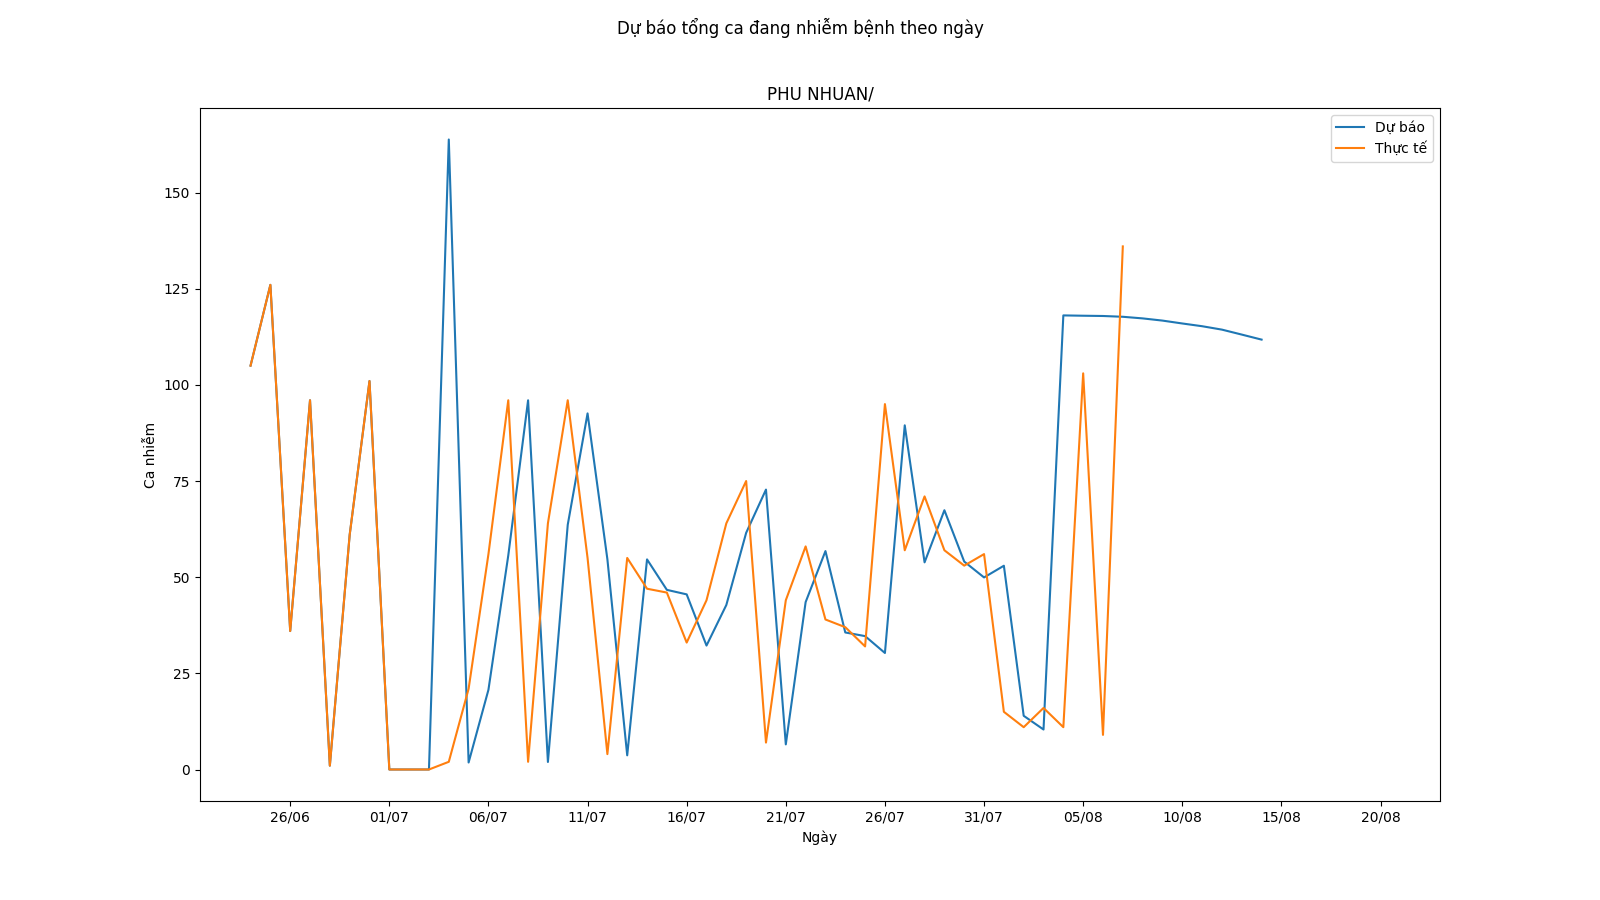 Dự báo tổng ca đang nhiễm bệnh theo ngày
PHU NHUAN/
Dự báo
Thực tế
150
125
100
75
50
25
0
Ca nhiễm
26/06 01/07 06/07 11/07 16/07 21/07 26/07 31/07 05/08 10/08 15/08 20/08
Ngày